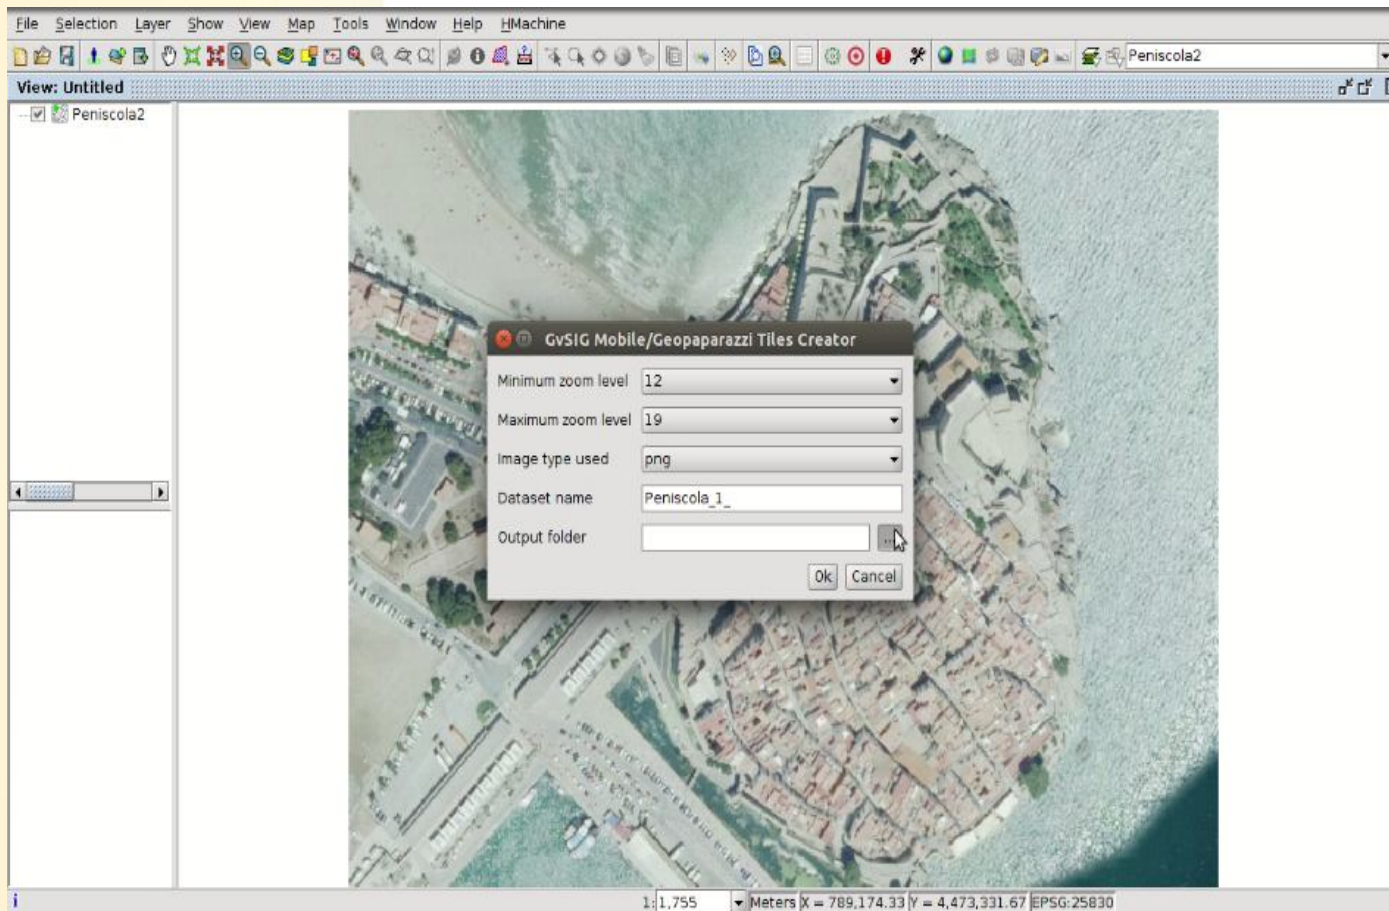 File Selection Layer Show View Map Tools Window Help HMachine
Peniscola2
View: Untitled
Peniscola2
GvSIG Mobile/Geopaparazzi Tiles Creator
Minimum zoom level 12
Maximum zoom level 19
Image type used png
Dataset name Peniscola_1_
Output folder ...
Ok Cancel
1: 1,755 Meters X = 789,174.33 Y = 4,473,331.67 EPSG:25830